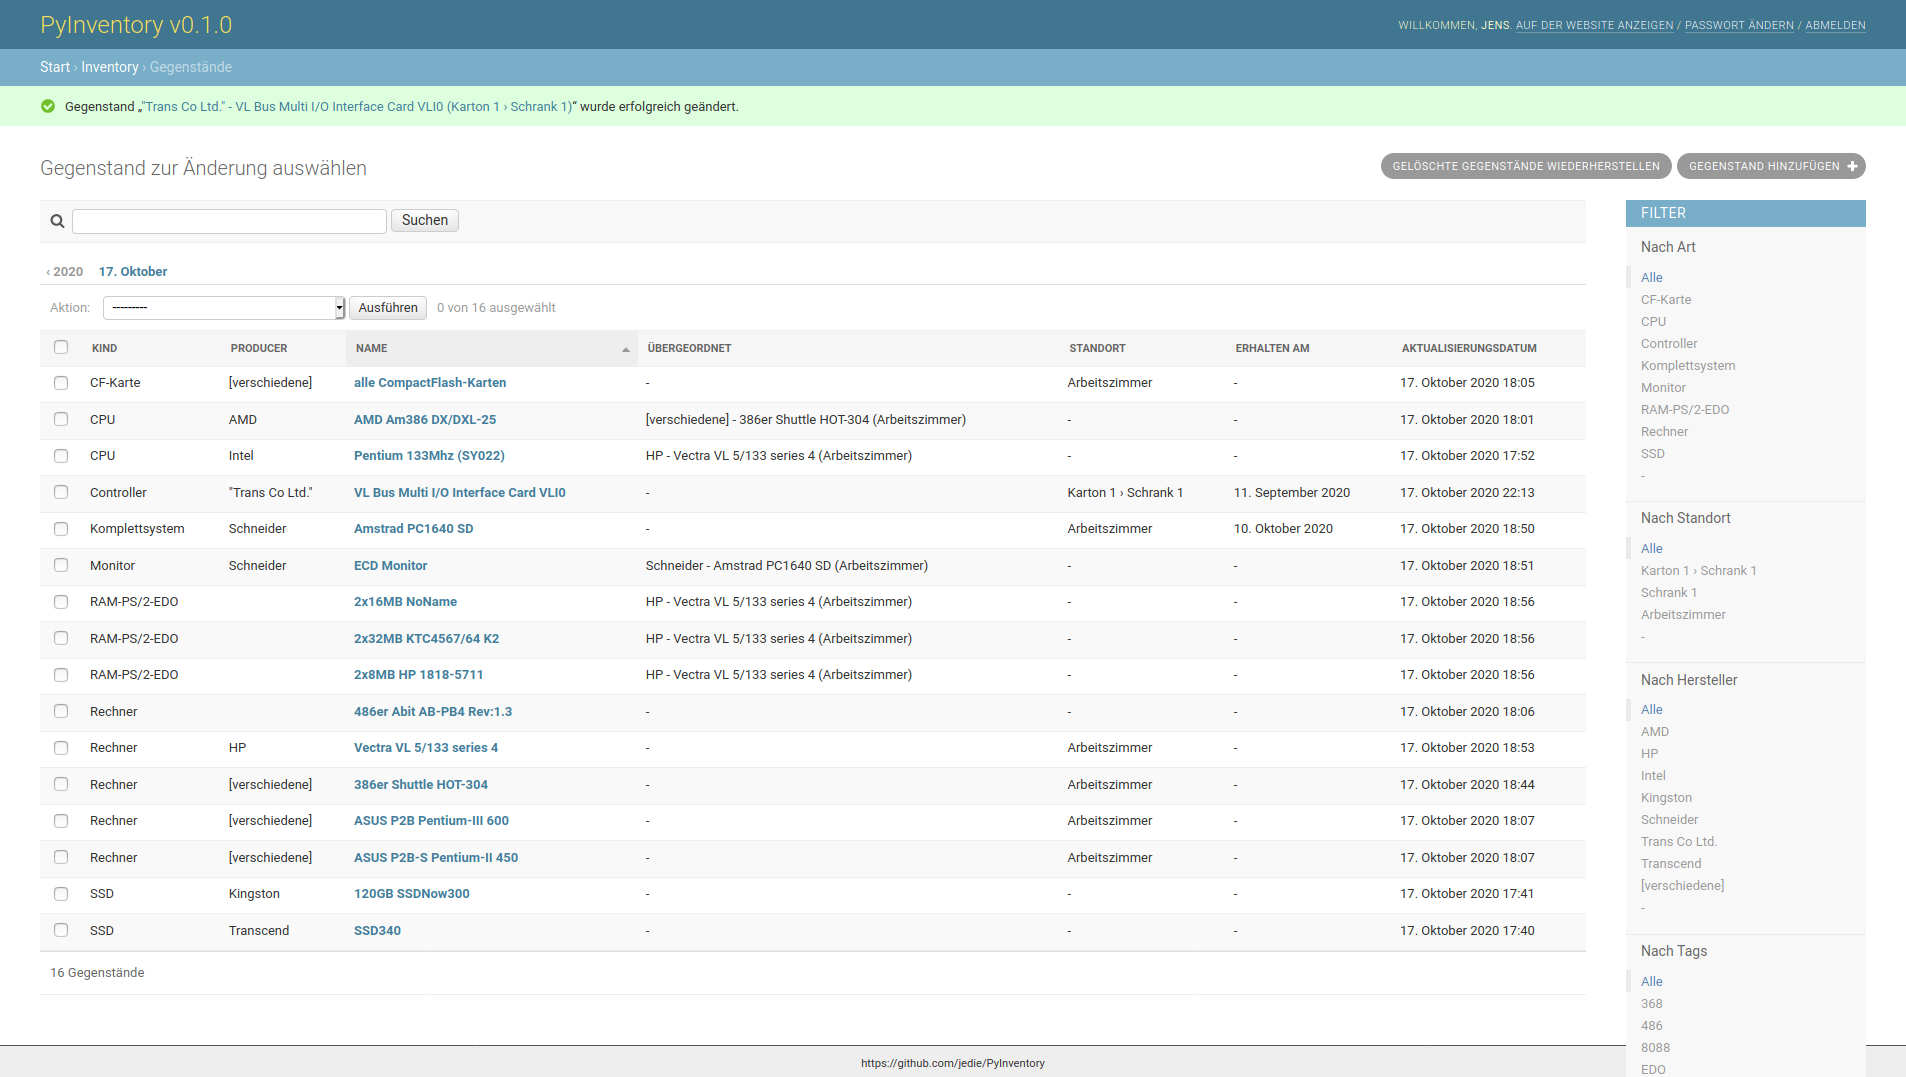 PyInventory v0.1.0
WILLKOMMEN, JENS. AUF DER WEBSITE ANZEIGEN / PASSWORT ÄNDERN / ABMELDEN
Start › Inventory › Gegenstände
Gegenstand „"Trans Co Ltd." - VL Bus Multi I/O Interface Card VLI0 (Karton 1 › Schrank 1)“ wurde erfolgreich geändert.
Gegenstand zur Änderung auswählen
GELÖSCHTE GEGENSTÄNDE WIEDERHERSTELLEN
GEGENSTAND HINZUFÜGEN
Suchen
‹ 2020 17. Oktober
Aktion: --------- Ausführen 0 von 16 ausgewählt
KIND PRODUCER NAME ÜBERGEORDNET STANDORT ERHALTEN AM AKTUALISIERUNGSDATUM
CF-Karte [verschiedene] alle CompactFlash-Karten - Arbeitszimmer - 17. Oktober 2020 18:05
CPU AMD AMD Am386 DX/DXL-25 [verschiedene] - 386er Shuttle HOT-304 (Arbeitszimmer) - - 17. Oktober 2020 18:01
CPU Intel Pentium 133Mhz (SY022) HP - Vectra VL 5/133 series 4 (Arbeitszimmer) - - 17. Oktober 2020 17:52
Controller "Trans Co Ltd." VL Bus Multi I/O Interface Card VLI0 - Karton 1 › Schrank 1 11. September 2020 17. Oktober 2020 22:13
Komplettsystem Schneider Amstrad PC1640 SD - Arbeitszimmer 10. Oktober 2020 17. Oktober 2020 18:50
Monitor Schneider ECD Monitor Schneider - Amstrad PC1640 SD (Arbeitszimmer) - - 17. Oktober 2020 18:51
RAM-PS/2-EDO 2x16MB NoName HP - Vectra VL 5/133 series 4 (Arbeitszimmer) - - 17. Oktober 2020 18:56
RAM-PS/2-EDO 2x32MB KTC4567/64 K2 HP - Vectra VL 5/133 series 4 (Arbeitszimmer) - - 17. Oktober 2020 18:56
RAM-PS/2-EDO 2x8MB HP 1818-5711 HP - Vectra VL 5/133 series 4 (Arbeitszimmer) - - 17. Oktober 2020 18:56
Rechner 486er Abit AB-PB4 Rev:1.3 - - - 17. Oktober 2020 18:06
Rechner HP Vectra VL 5/133 series 4 - Arbeitszimmer - 17. Oktober 2020 18:53
Rechner [verschiedene] 386er Shuttle HOT-304 - Arbeitszimmer - 17. Oktober 2020 18:44
Rechner [verschiedene] ASUS P2B Pentium-III 600 - Arbeitszimmer - 17. Oktober 2020 18:07
Rechner [verschiedene] ASUS P2B-S Pentium-II 450 - Arbeitszimmer - 17. Oktober 2020 18:07
SSD Kingston 120GB SSDNow300 - - - 17. Oktober 2020 17:41
SSD Transcend SSD340 - - - 17. Oktober 2020 17:40
16 Gegenstände
FILTER
Nach Art
Alle
CF-Karte
CPU
Controller
Komplettsystem
Monitor
RAM-PS/2-EDO
Rechner
SSD
-
Nach Standort
Alle
Karton 1 › Schrank 1
Schrank 1
Arbeitszimmer
-
Nach Hersteller
Alle
AMD
HP
Intel
Kingston
Schneider
Trans Co Ltd.
Transcend
[verschiedene]
-
Nach Tags
Alle
368
486
8088
EDO
https://github.com/jedie/PyInventory